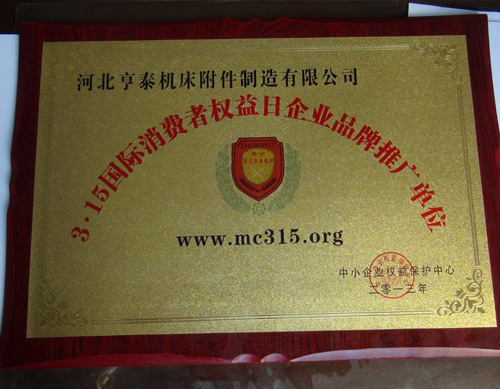 河北亨泰机床附件制造有限公司
3·15国际消费者权益日企业品牌推广单位
www.mc315.org
中小企业权益保护中心
二零一三年